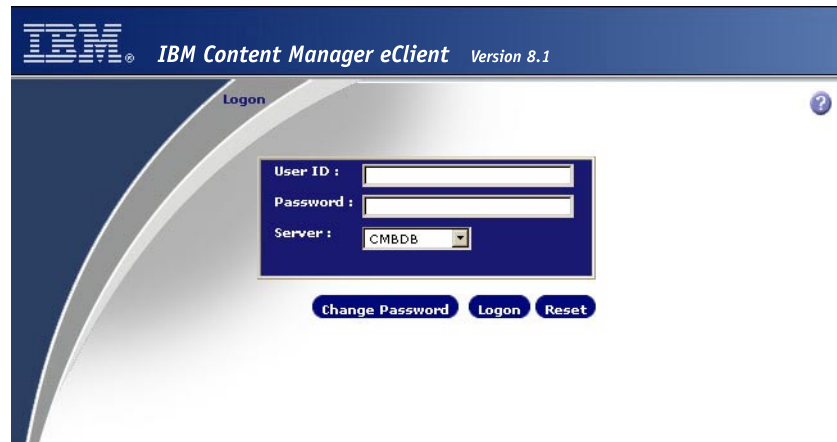 IBM® IBM Content Manager eClient Version 8.1
Logon
?
User ID :
Password :
Server : CMBDB
Change Password Logon Reset